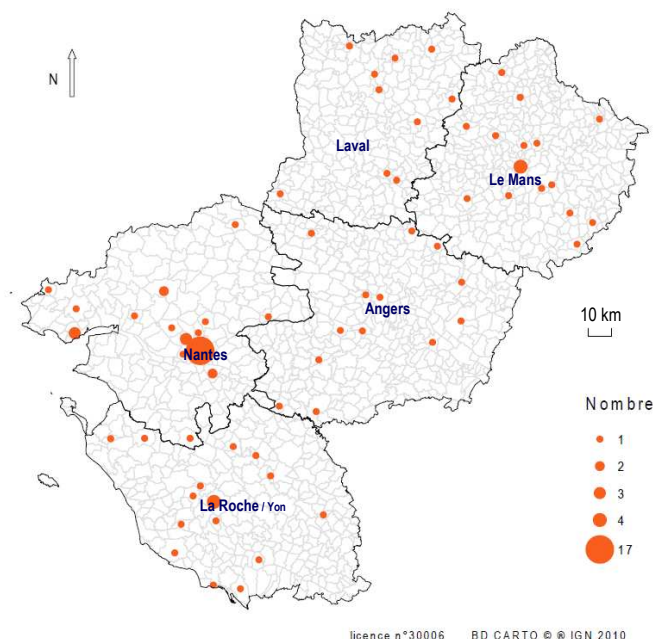 N
Laval
Le Mans
Angers
10 km
Nantes
Nombre
1
2
3
4
17
La Roche / Yon
licence n°30006 BD CARTO © ® IGN 2010